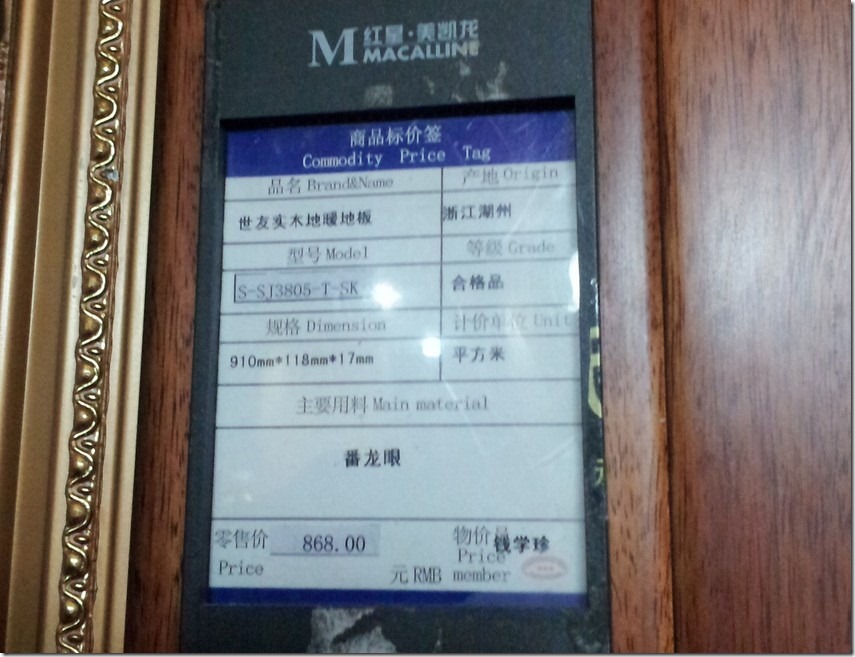 M 红星·美凯龙
MACALLINE
商品标价签
Commodity Price Tag
品名 Brand&Name
产地 Origin
世友实木地暖地板
浙江湖州
型号 Model
等级 Grade
S-SJ3805-T-SK
合格品
规格 Dimension
计价单位 Unit
910mm*118mm*17mm
平方米
主要用料 Main material
番龙眼
零售价 868.00
物价员 钱学珍
Price
元 RMB
Price
member